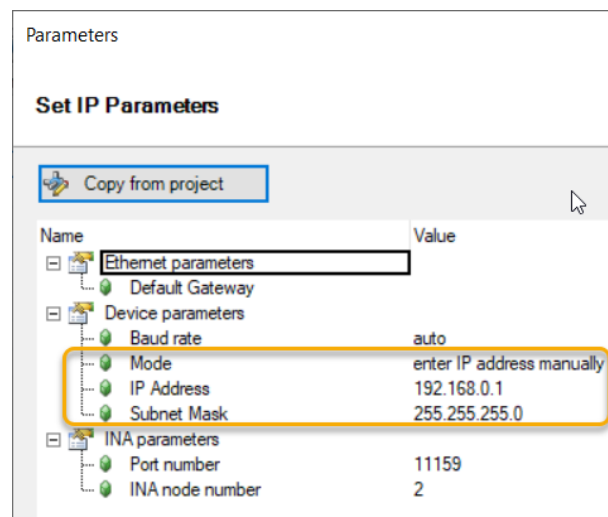 Parameters
Set IP Parameters
Copy from project
Name Value
Ethernet parameters
Default Gateway
Device parameters
Baud rate auto
Mode enter IP address manually
IP Address 192.168.0.1
Subnet Mask 255.255.255.0
INA parameters
Port number 11159
INA node number 2